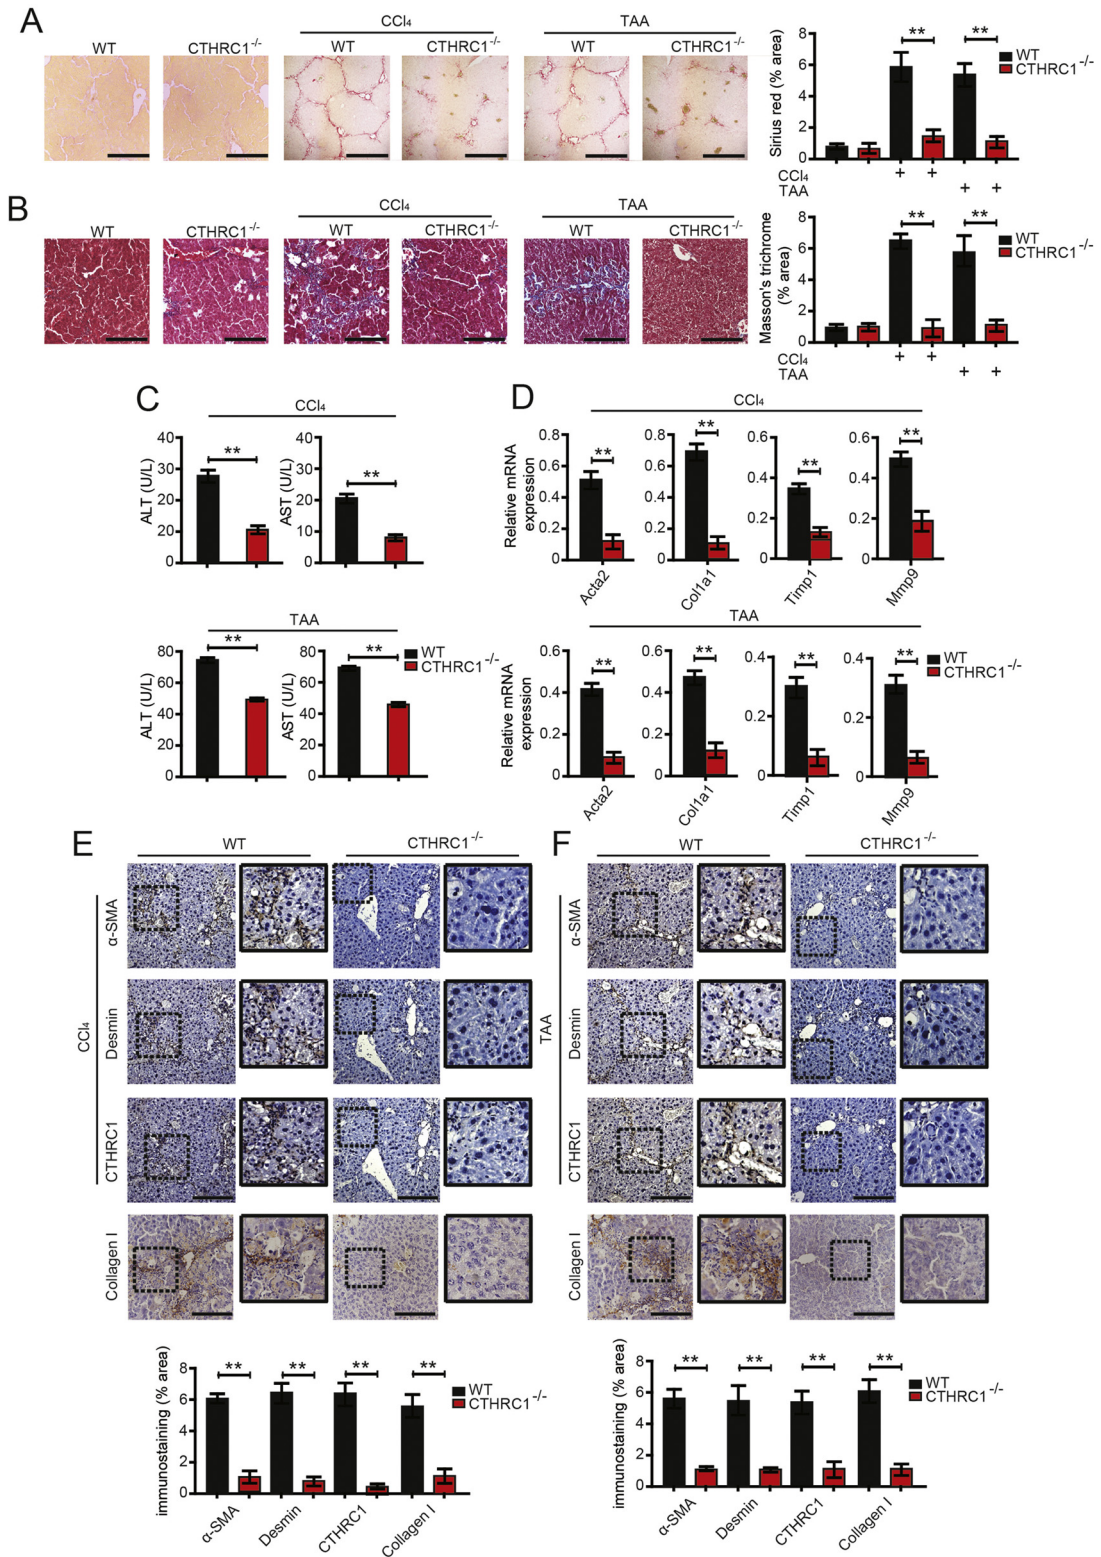 A
CCl₄
TAA
WT
CTHRC1⁻/⁻
WT
CTHRC1⁻/⁻
WT
CTHRC1⁻/⁻
Sirius red (% area)
8
6
4
2
0
**
**
WT
CTHRC1⁻/⁻
CCl₄ + +
TAA + +
B
CCl₄
TAA
WT
CTHRC1⁻/⁻
WT
CTHRC1⁻/⁻
WT
CTHRC1⁻/⁻
Masson's trichrome
(% area)
8
6
4
2
0
**
**
WT
CTHRC1⁻/⁻
CCl₄ + +
TAA + +
C
CCl₄
ALT (U/L)
40
30
20
10
0
**
AST (U/L)
40
30
20
10
0
**
TAA
ALT (U/L)
80
60
40
20
0
**
AST (U/L)
80
60
40
20
0
**
WT
CTHRC1⁻/⁻
D
CCl₄
Relative mRNA
expression
0.8
0.6
0.4
0.2
0
**
Acta2
0.8
0.6
0.4
0.2
0
**
Col1a1
0.6
0.4
0.2
0
**
Timp1
0.6
0.4
0.2
0
**
Mmp9
TAA
Relative mRNA
expression
0.6
0.4
0.2
0
**
Acta2
0.6
0.4
0.2
0
**
Col1a1
0.4
0.2
0
**
Timp1
0.4
0.2
0
**
Mmp9
WT
CTHRC1⁻/⁻
E
WT
CTHRC1⁻/⁻
CCl₄
α-SMA
Desmin
CTHRC1
Collagen I
immunostaining (% area)
8
6
4
2
0
**
**
**
**
WT
CTHRC1⁻/⁻
α-SMA
Desmin
CTHRC1
Collagen I
F
WT
CTHRC1⁻/⁻
TAA
α-SMA
Desmin
CTHRC1
Collagen I
immunostaining (% area)
8
6
4
2
0
**
**
**
**
WT
CTHRC1⁻/⁻
α-SMA
Desmin
CTHRC1
Collagen I